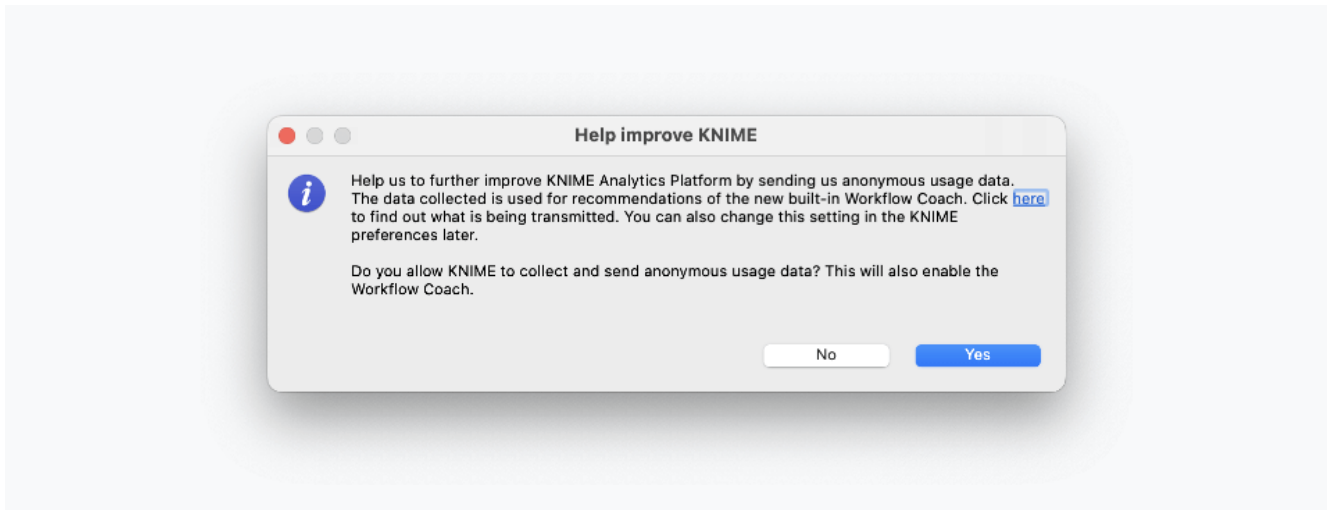 Help improve KNIME
Help us to further improve KNIME Analytics Platform by sending us anonymous usage data.
The data collected is used for recommendations of the new built-in Workflow Coach. Click here
to find out what is being transmitted. You can also change this setting in the KNIME
preferences later.
Do you allow KNIME to collect and send anonymous usage data? This will also enable the
Workflow Coach.
No Yes